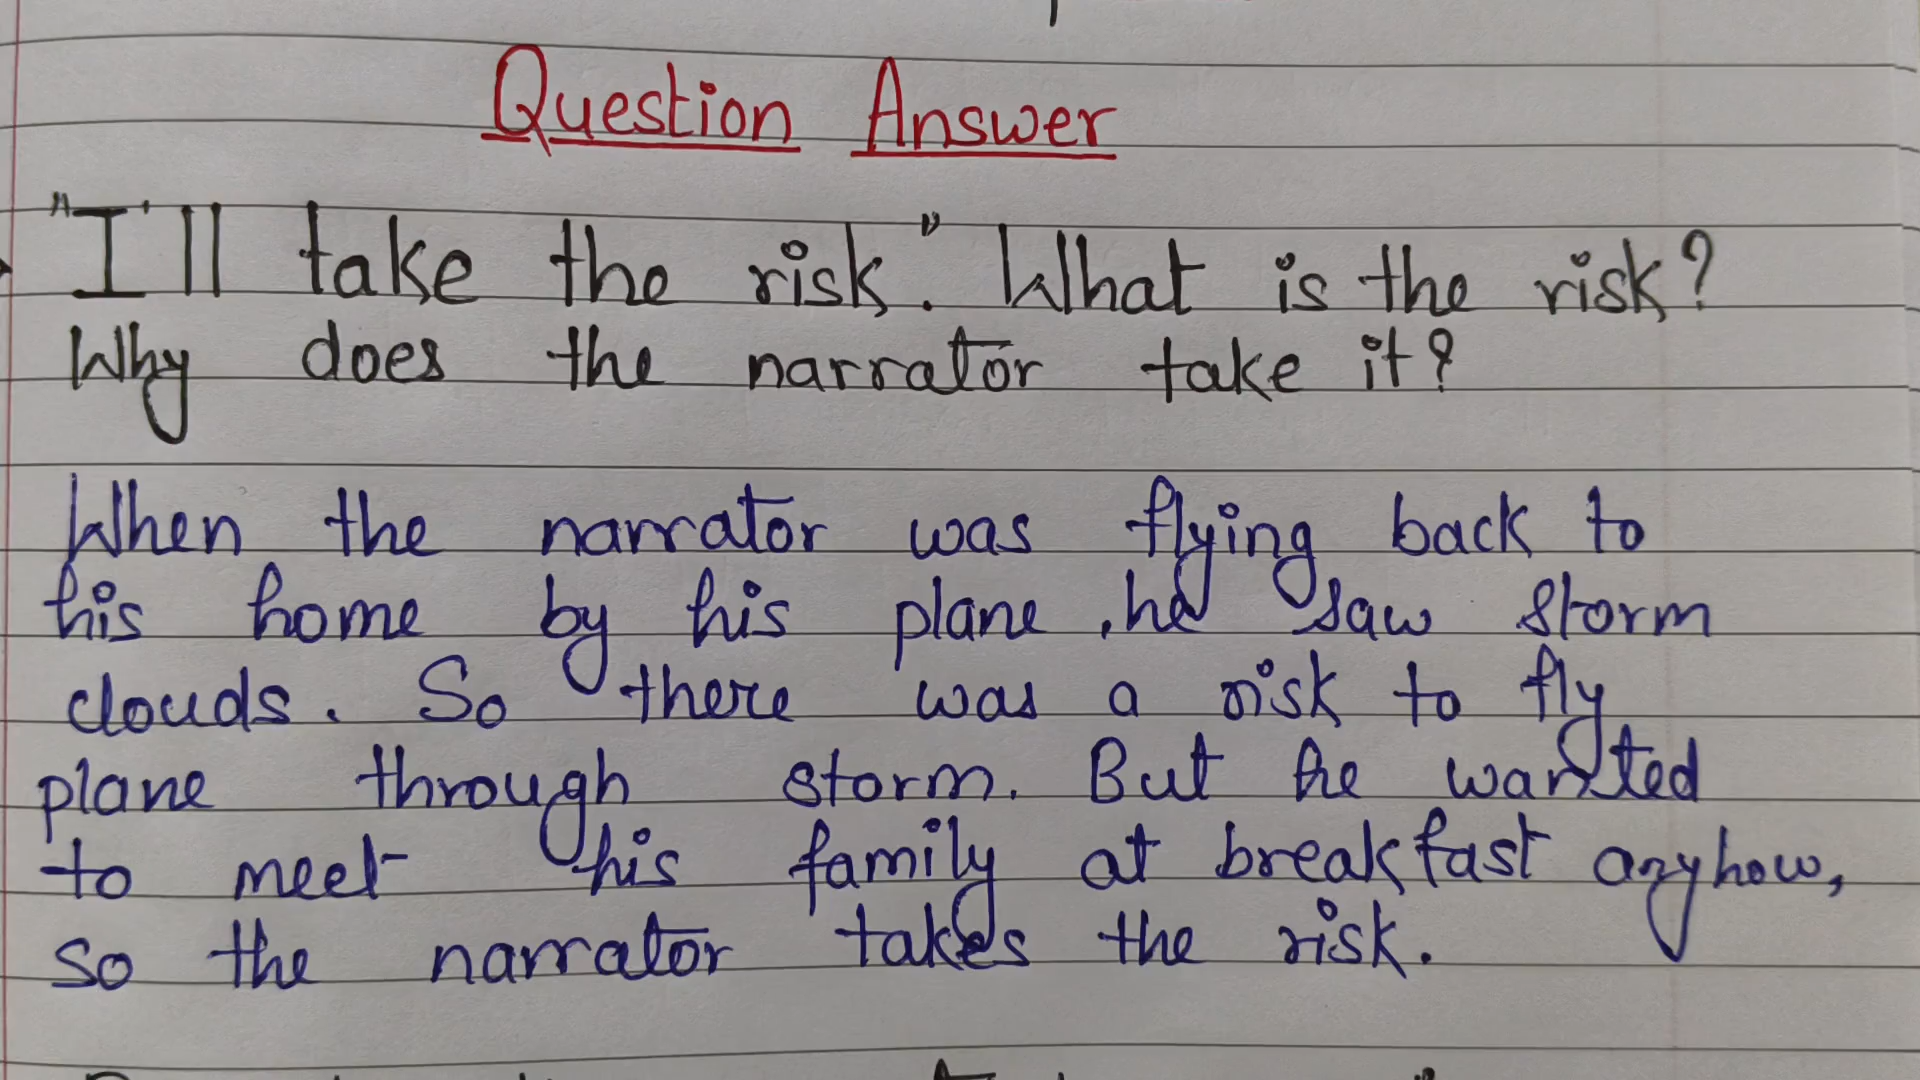 Question Answer
"I'll take the risk." What is the risk?
Why does the narrator take it?
When the narrator was flying back to
his home by his plane, he saw storm
clouds. So there was a risk to fly
plane through storm. But he wanted
to meet his family at breakfast anyhow,
so the narrator takes the risk.